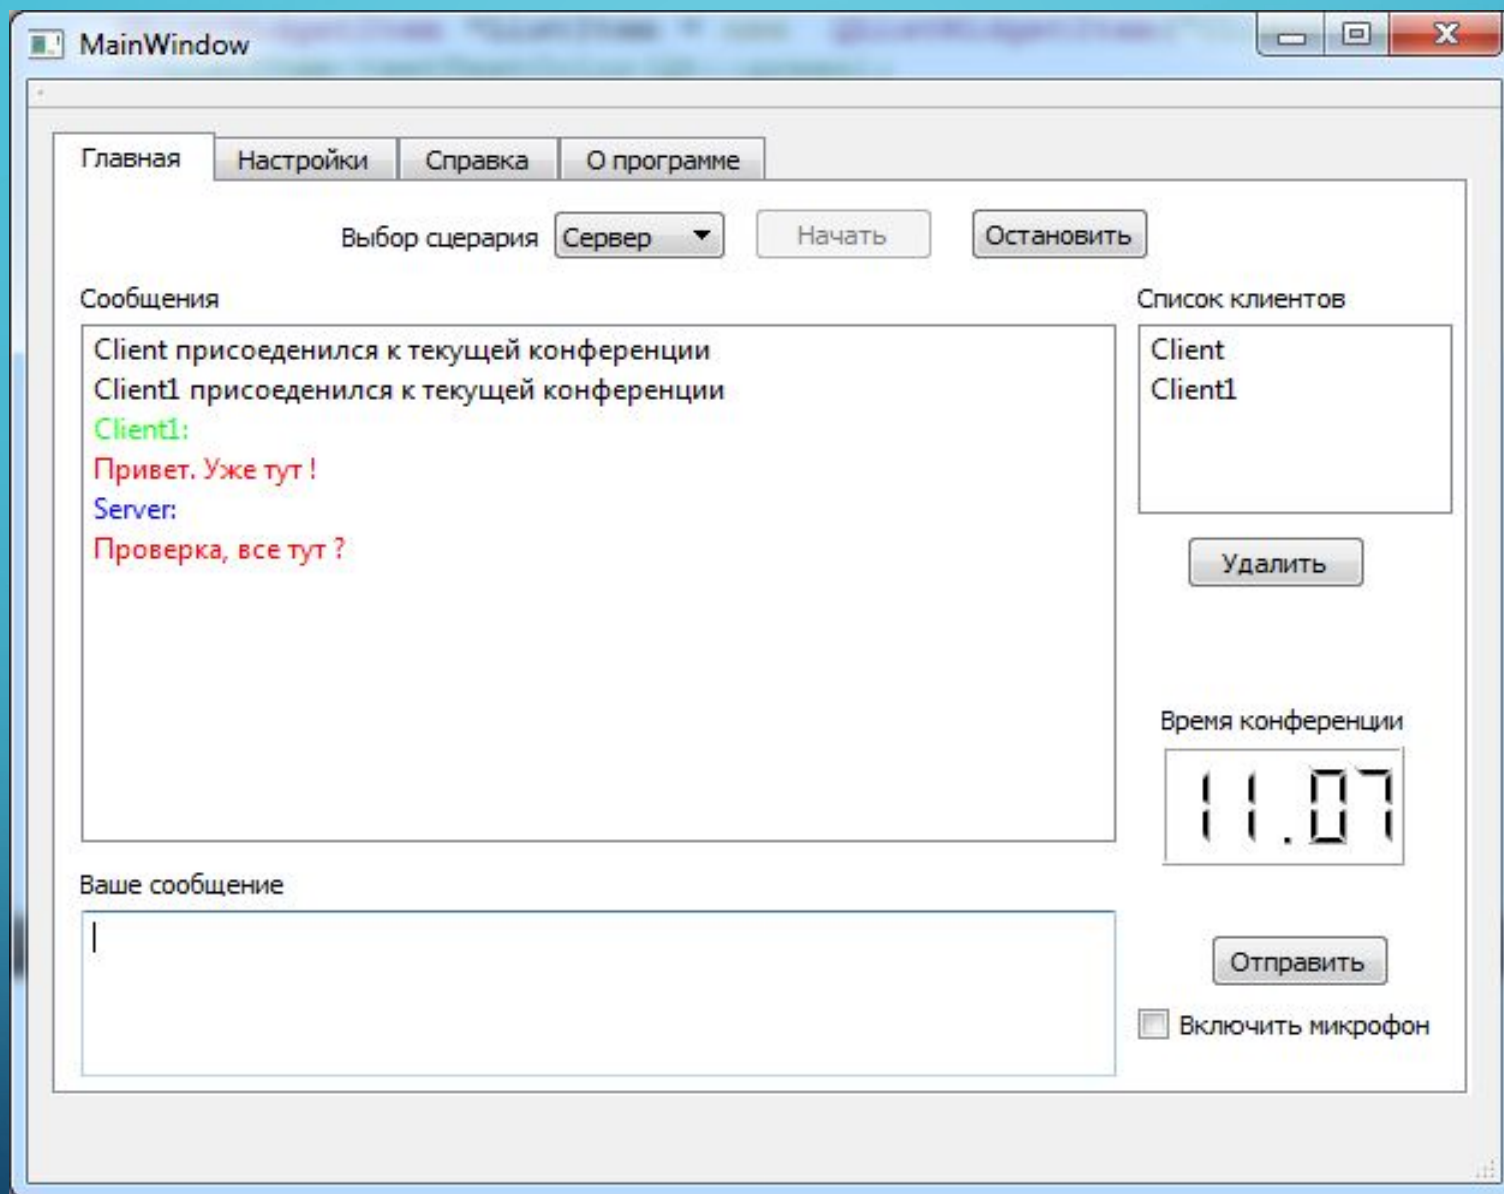 MainWindow
Главная Настройки Справка О программе
Выбор сцерария Сервер Начать Остановить
Сообщения
Client присоеденился к текущей конференции
Client1 присоеденился к текущей конференции
Client1:
Привет. Уже тут !
Server:
Проверка, все тут ?
Список клиентов
Client
Client1
Удалить
Время конференции
11.07
Ваше сообщение
Отправить
Включить микрофон